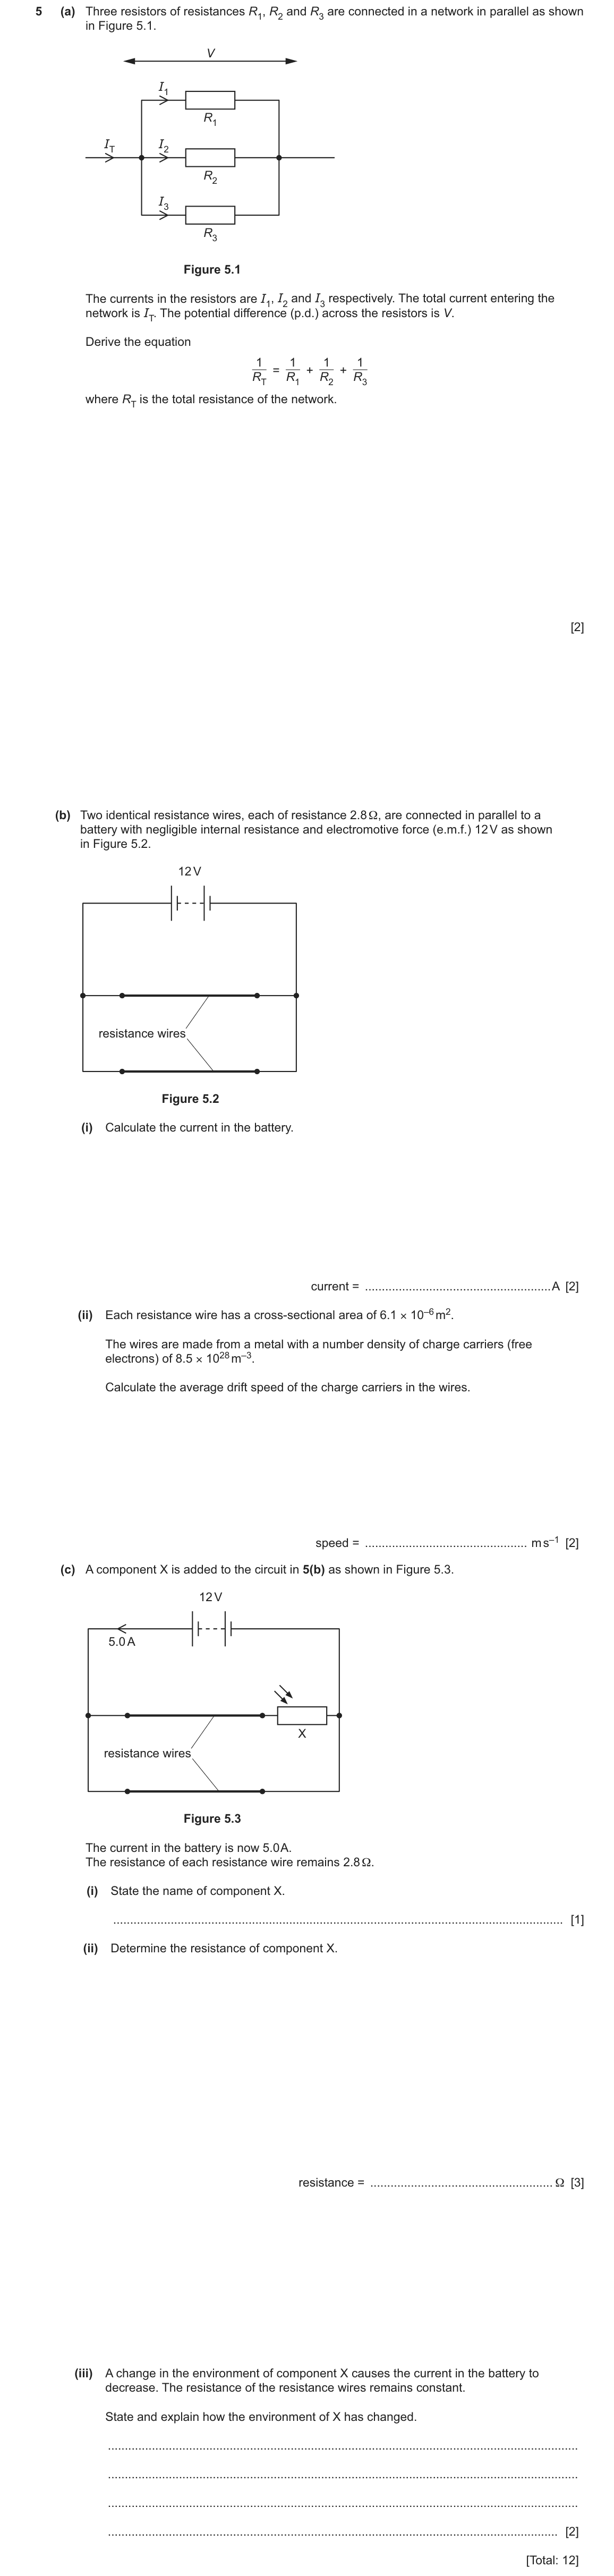 5 (a) Three resistors of resistances R1, R2 and R3 are connected in a network in parallel as shown
in Figure 5.1.
V
I1
R1
IT
I2
R2
I3
R3
Figure 5.1
The currents in the resistors are I1, I2 and I3 respectively. The total current entering the
network is IT. The potential difference (p.d.) across the resistors is V.
Derive the equation
1/RT = 1/R1 + 1/R2 + 1/R3
where RT is the total resistance of the network.
[2]
(b) Two identical resistance wires, each of resistance 2.8 Ω, are connected in parallel to a
battery with negligible internal resistance and electromotive force (e.m.f.) 12 V as shown
in Figure 5.2.
12 V
resistance wires
Figure 5.2
(i) Calculate the current in the battery.
current = ........................................................ A [2]
(ii) Each resistance wire has a cross-sectional area of 6.1 × 10⁻⁶ m².
The wires are made from a metal with a number density of charge carriers (free
electrons) of 8.5 × 10²⁸ m⁻³.
Calculate the average drift speed of the charge carriers in the wires.
speed = ................................................. m s⁻¹ [2]
(c) A component X is added to the circuit in 5(b) as shown in Figure 5.3.
12 V
5.0 A
X
resistance wires
Figure 5.3
The current in the battery is now 5.0 A.
The resistance of each resistance wire remains 2.8 Ω.
(i) State the name of component X.
...................................................................................................................................... [1]
(ii) Determine the resistance of component X.
resistance = ....................................................... Ω [3]
(iii) A change in the environment of component X causes the current in the battery to
decrease. The resistance of the resistance wires remains constant.
State and explain how the environment of X has changed.
............................................................................................................................................
............................................................................................................................................
............................................................................................................................................
...................................................................................................................................... [2]
[Total: 12]